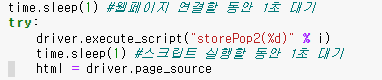 time.sleep(1) #웹페이지 연결할 동안 1초 대기
try:
    driver.execute_script("storePop2(%d)" % i)
    time.sleep(1) #스크립트 실행할 동안 1초 대기
    html = driver.page_source